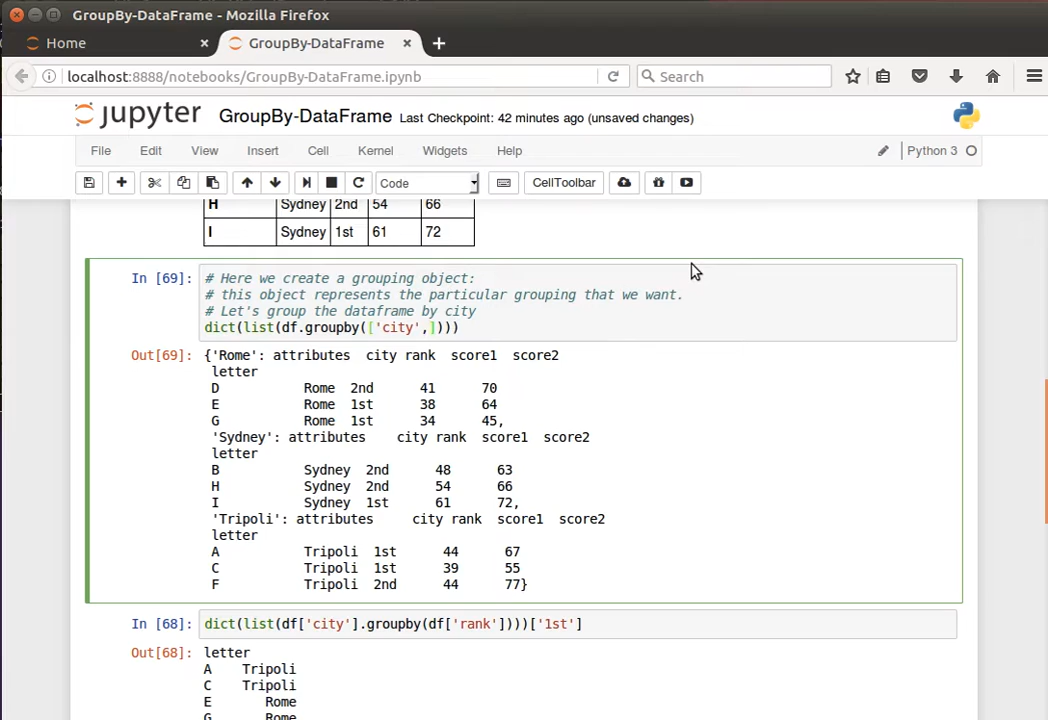 GroupBy-DataFrame - Mozilla Firefox
Home
GroupBy-DataFrame
localhost:8888/notebooks/GroupBy-DataFrame.ipynb
Search
jupyter GroupBy-DataFrame Last Checkpoint: 42 minutes ago (unsaved changes)
File Edit View Insert Cell Kernel Widgets Help Python 3
Code CellToolbar
H Sydney 2nd 54 66
I Sydney 1st 61 72
In [69]: # Here we create a grouping object:
# this object represents the particular grouping that we want.
# Let's group the dataframe by city
dict(list(df.groupby(['city',])))
Out[69]: {'Rome': attributes city rank score1 score2
letter
D Rome 2nd 41 70
E Rome 1st 38 64
G Rome 1st 34 45,
'Sydney': attributes city rank score1 score2
letter
B Sydney 2nd 48 63
H Sydney 2nd 54 66
I Sydney 1st 61 72,
'Tripoli': attributes city rank score1 score2
letter
A Tripoli 1st 44 67
C Tripoli 1st 39 55
F Tripoli 2nd 44 77}
In [68]: dict(list(df['city'].groupby(df['rank'])))['1st']
Out[68]: letter
A Tripoli
C Tripoli
E Rome
G Rome